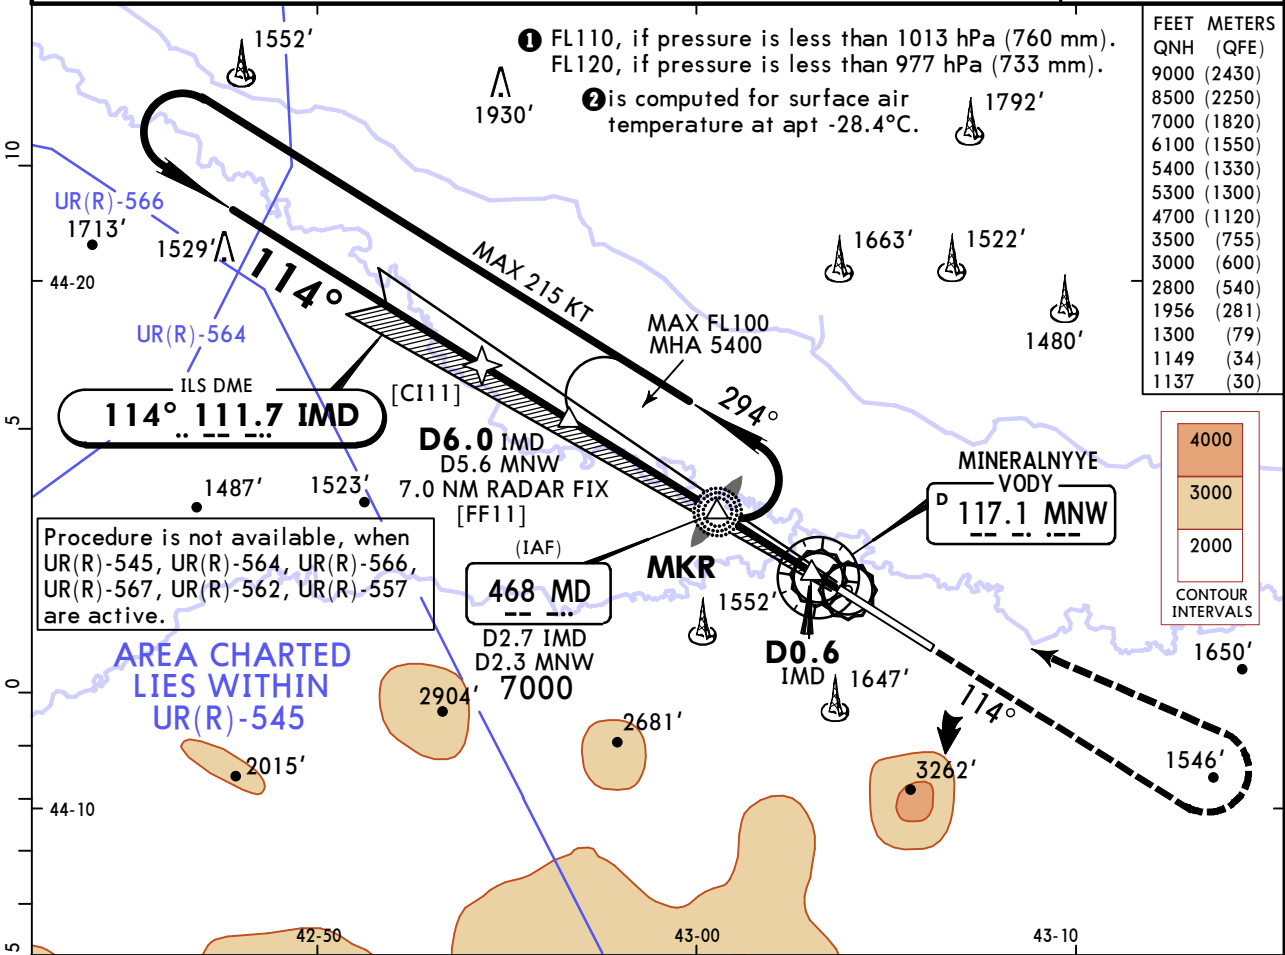 1552'
1 FL110, if pressure is less than 1013 hPa (760 mm).
FL120, if pressure is less than 977 hPa (733 mm).
2 is computed for surface air
temperature at apt -28.4°C.
1930'
1792'
FEET METERS
QNH (QFE)
9000 (2430)
8500 (2250)
7000 (1820)
6100 (1550)
5400 (1330)
5300 (1300)
4700 (1120)
3500 (755)
3000 (600)
2800 (540)
1956 (281)
1300 (79)
1149 (34)
1137 (30)
10
UR(R)-566
1713'
1529'
114°
MAX 215 KT
1663'
1522'
44-20
UR(R)-564
MAX FL100
MHA 5400
1480'
ILS DME
114° 111.7 IMD
[CI11]
294°
5
D6.0 IMD
D5.6 MNW
7.0 NM RADAR FIX
[FF11]
4000
3000
2000
CONTOUR
INTERVALS
MINERALNYYE
VODY
D 117.1 MNW
1487'
1523'
Procedure is not available, when
UR(R)-545, UR(R)-564, UR(R)-566,
UR(R)-567, UR(R)-562, UR(R)-557
are active.
(IAF)
468 MD
D2.7 IMD
D2.3 MNW
7000
MKR
1552'
D0.6
IMD
1647'
1650'
AREA CHARTED
LIES WITHIN
UR(R)-545
0
2904'
2681'
114°
2015'
3262'
1546'
44-10
5
42-50
43-00
43-10